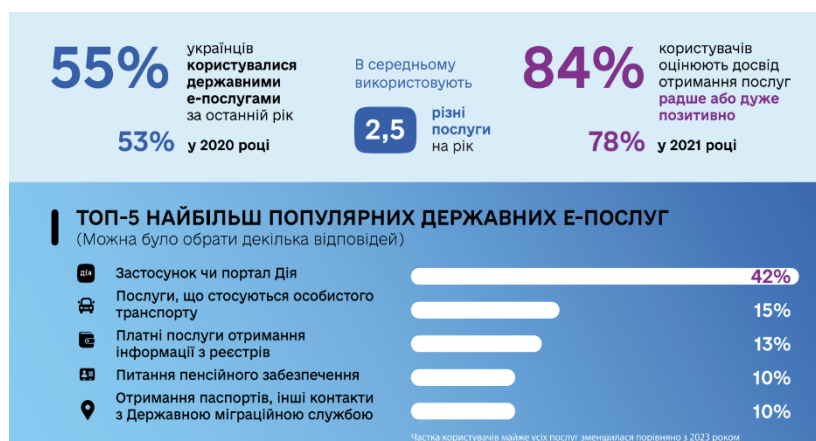 55%
українців
користувалися
державними
е-послугами
за останній рік
53% у 2020 році
В середньому
використовують
2,5
різні
послуги
на рік
84%
користувачів
оцінюють досвід
отримання послуг
радше або дуже
позитивно
78% у 2021 році
ТОП-5 НАЙБІЛЬШ ПОПУЛЯРНИХ ДЕРЖАВНИХ Е-ПОСЛУГ
(Можна було обрати декілька відповідей)
Дія
Застосунок чи портал Дія
42%
Послуги, що стосуються особистого
транспорту
15%
Платні послуги отримання
інформації з реєстрів
13%
Питання пенсійного забезпечення
10%
Отримання паспортів, інші контакти
з Державною міграційною службою
10%
Частка користувачів майже усіх послуг зменшилася порівняно з 2023 роком